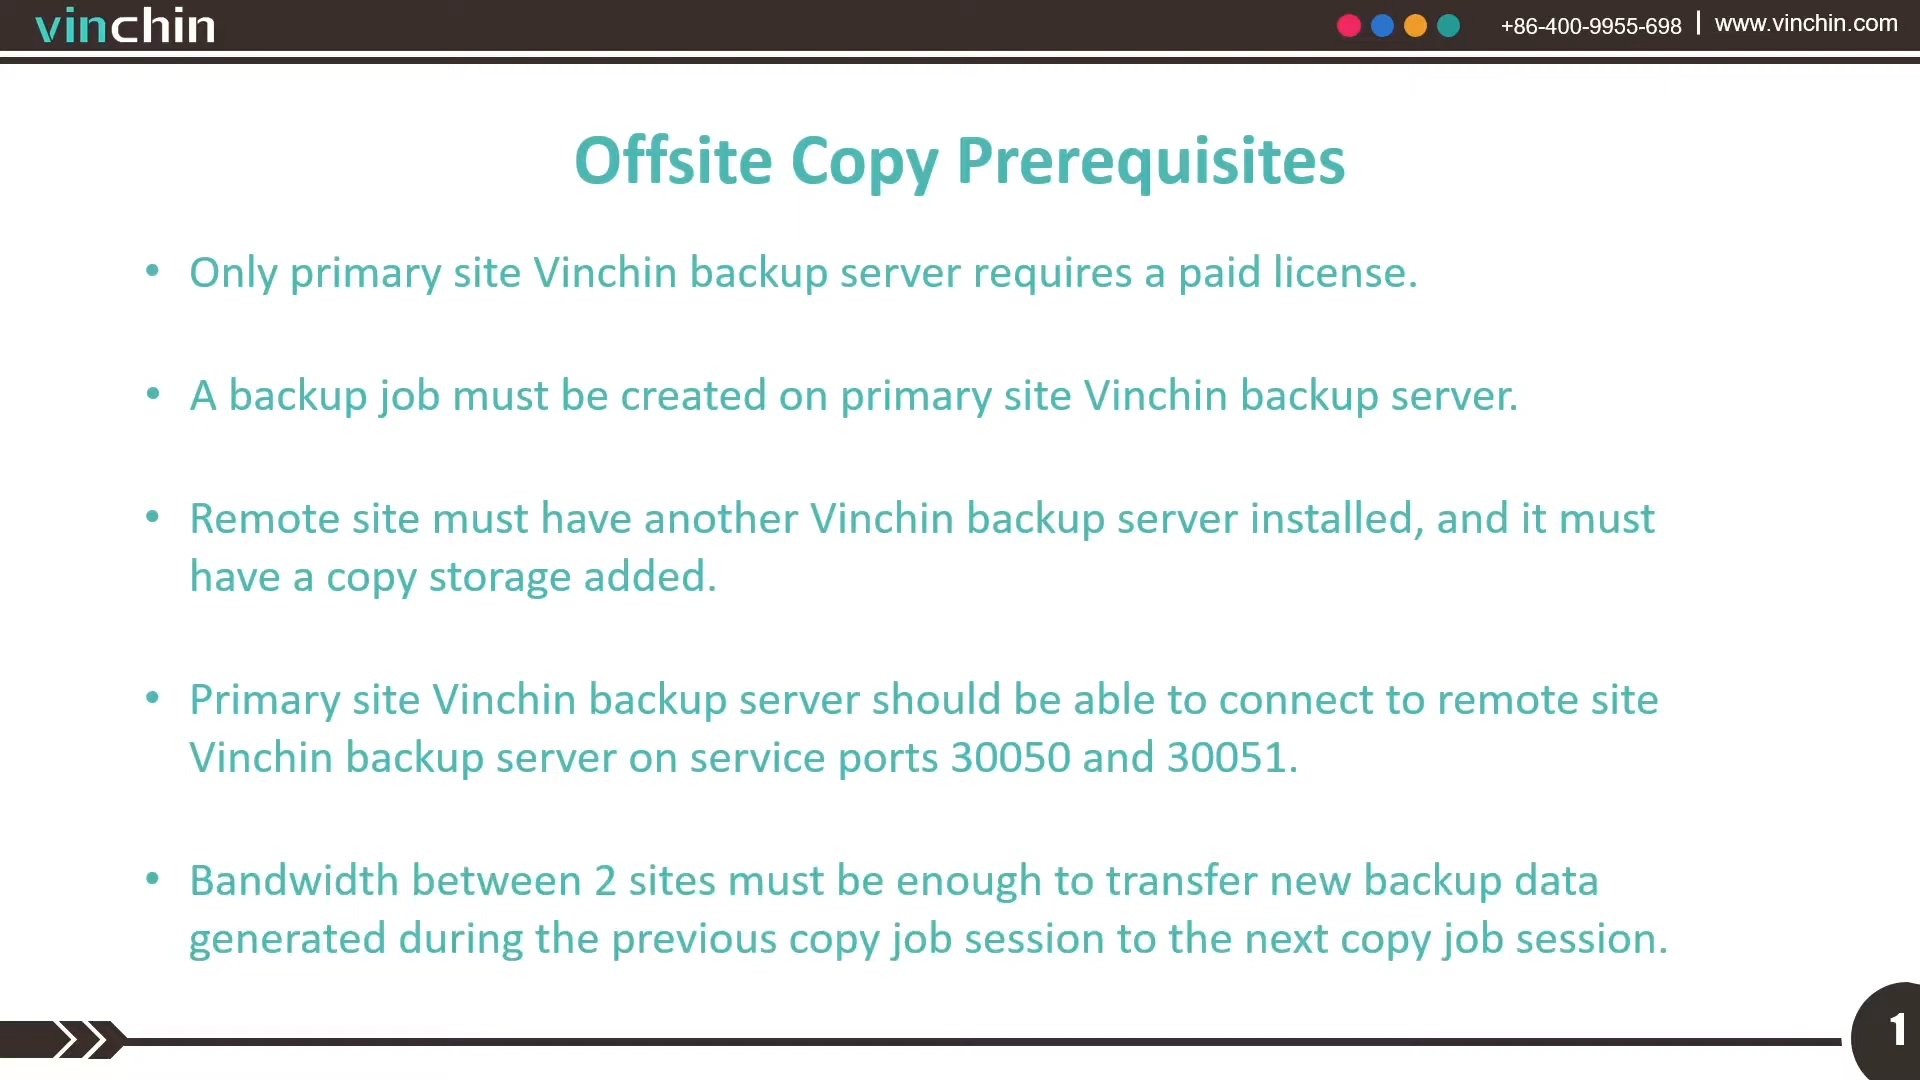 vinchin
+86-400-9955-698 | www.vinchin.com
Offsite Copy Prerequisites
• Only primary site Vinchin backup server requires a paid license.
• A backup job must be created on primary site Vinchin backup server.
• Remote site must have another Vinchin backup server installed, and it must
have a copy storage added.
• Primary site Vinchin backup server should be able to connect to remote site
Vinchin backup server on service ports 30050 and 30051.
• Bandwidth between 2 sites must be enough to transfer new backup data
generated during the previous copy job session to the next copy job session.
1